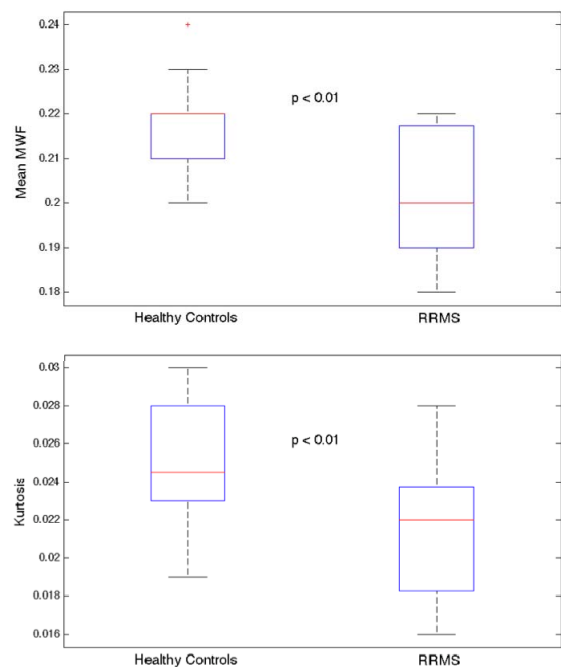 0.24
0.23
0.22
0.21
0.2
0.19
0.18
Mean MWF
p < 0.01
Healthy Controls RRMS
0.03
0.028
0.026
0.024
0.022
0.02
0.018
0.016
Kurtosis
p < 0.01
Healthy Controls RRMS